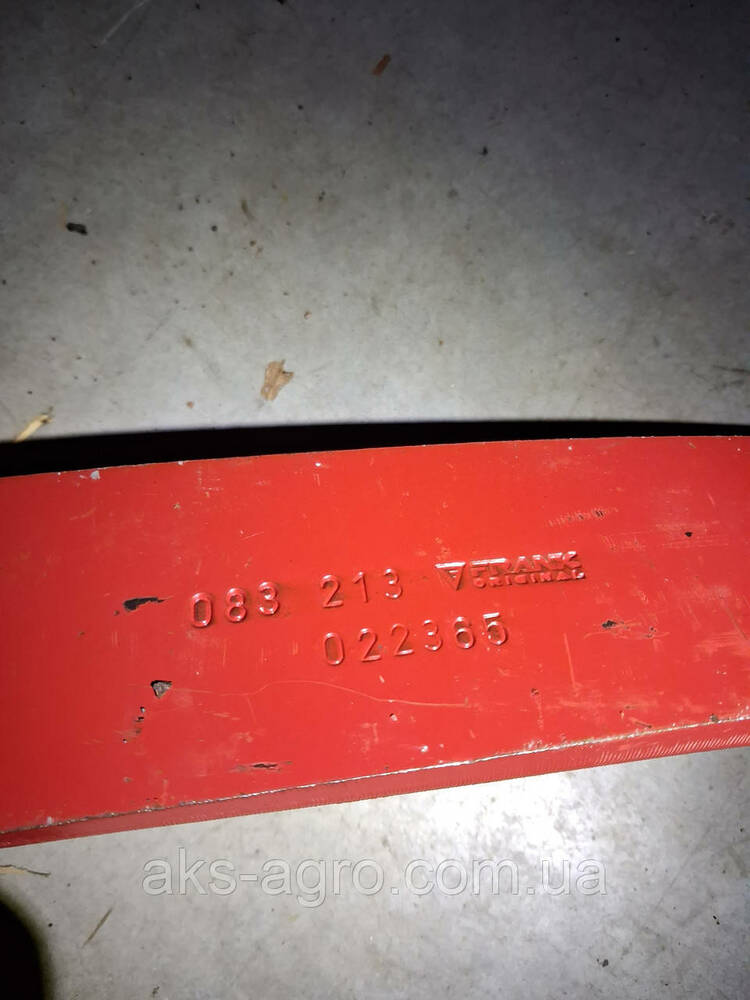 083 213 FRANK
ORIGINAL
022365
aks-agro.com.ua